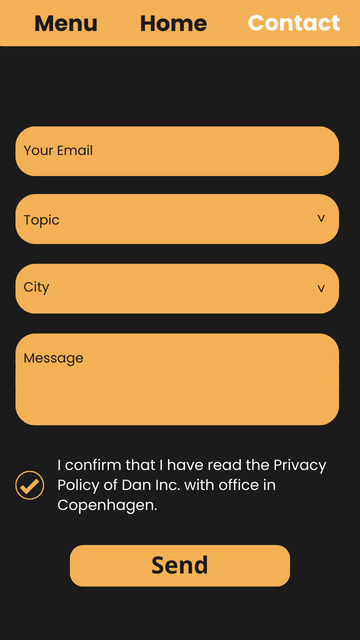 Menu Home Contact
Your Email
Topic v
City v
Message
I confirm that I have read the Privacy
Policy of Dan Inc. with office in
Copenhagen.
Send